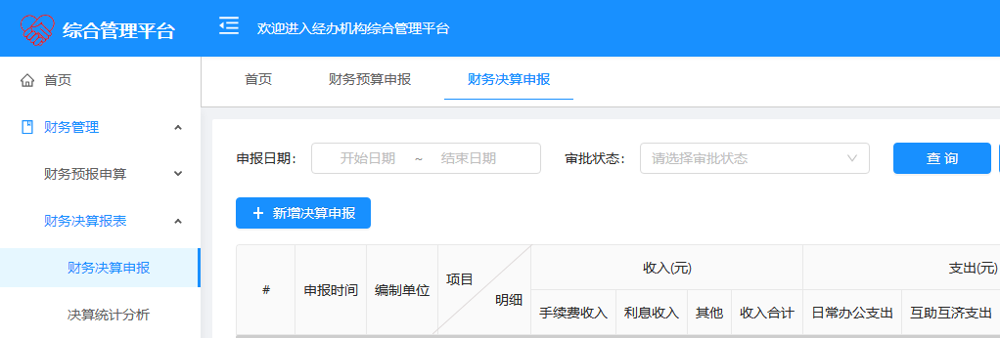 综合管理平台
欢迎进入经办机构综合管理平台
首页
财务管理
财务预报申算
财务决算报表
财务决算申报
决算统计分析
首页 财务预算申报 财务决算申报
申报日期: 开始日期 ~ 结束日期 审批状态: 请选择审批状态 查 询
+ 新增决算申报
# 申报时间 编制单位 项目 明细 收入(元) 支出(元)
手续费收入 利息收入 其他 收入合计 日常办公支出 互助互济支出